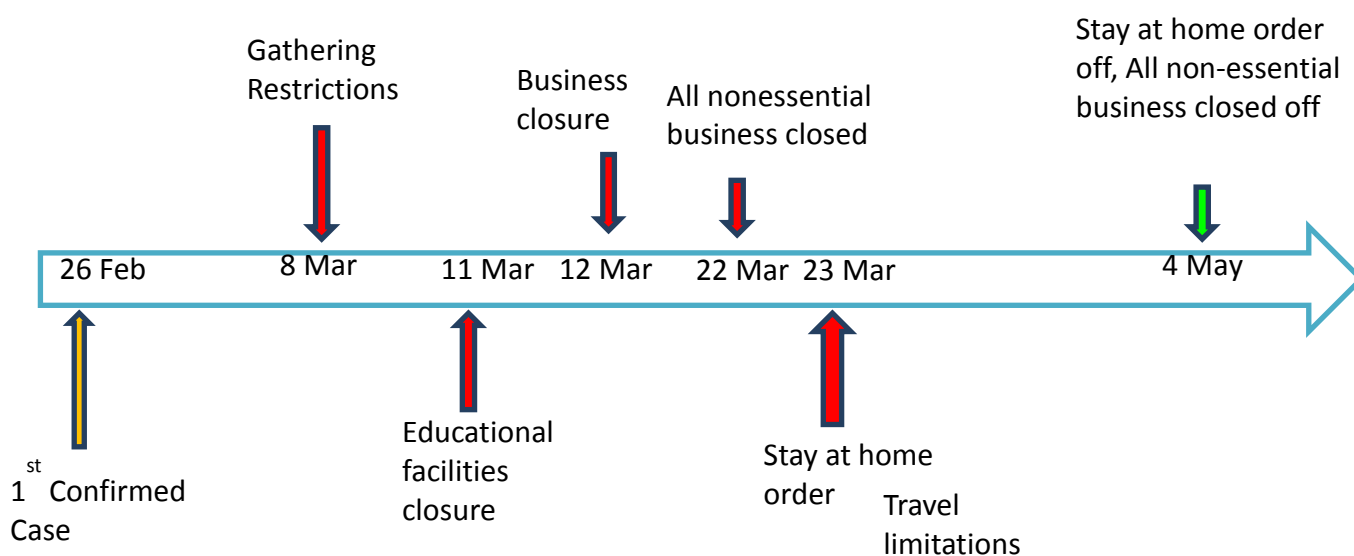 Gathering
Restrictions
Business
closure
All nonessential
business closed
Stay at home order
off, All non-essential
business closed off
26 Feb
8 Mar
11 Mar
12 Mar
22 Mar
23 Mar
4 May
1st Confirmed
Case
Educational
facilities
closure
Stay at home
order
Travel
limitations